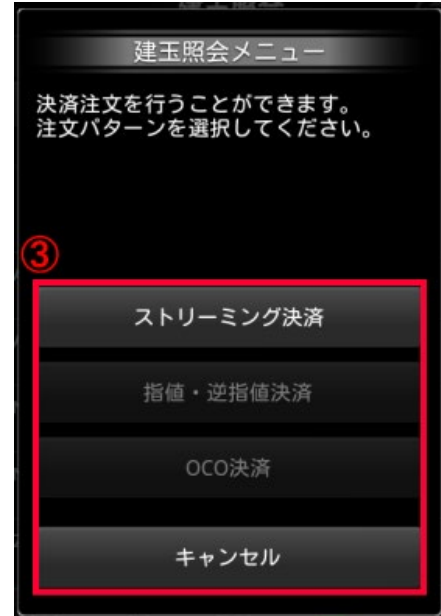 建玉照会メニュー
決済注文を行うことができます。
注文パターンを選択してください。
③
ストリーミング決済
指値・逆指値決済
OCO決済
キャンセル